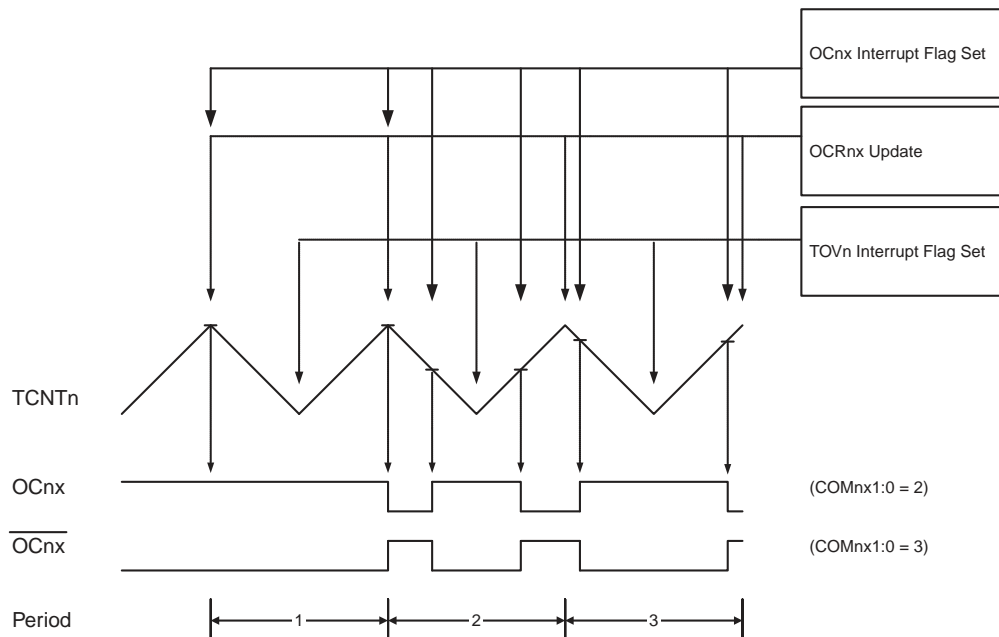 OCnx Interrupt Flag Set
OCRnx Update
TOVn Interrupt Flag Set
TCNTn
OCnx
(COMnx1:0 = 2)
OCnx
(COMnx1:0 = 3)
Period
1
2
3